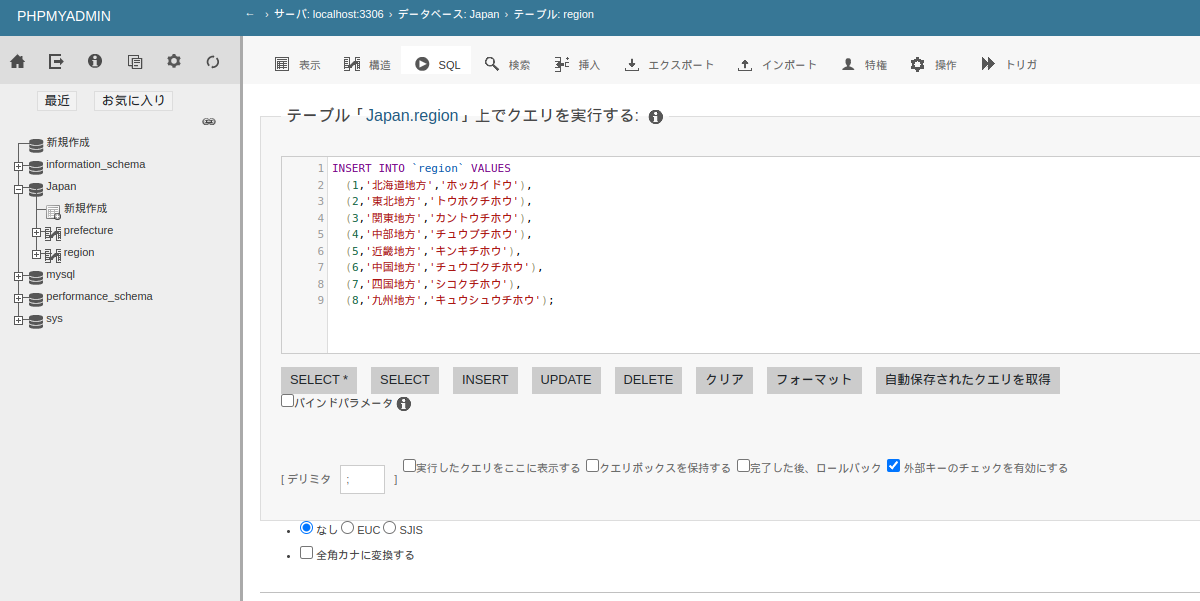 PHPMYADMIN
← › サーバ: localhost:3306 › データベース: Japan › テーブル: region
表示 構造 SQL 検索 挿入 エクスポート インポート 特権 操作 トリガ
最近 お気に入り
新規作成
information_schema
Japan
新規作成
prefecture
region
mysql
performance_schema
sys
テーブル「Japan.region」上でクエリを実行する:
1 INSERT INTO `region` VALUES
2 (1,'北海道地方','ホッカイドウ'),
3 (2,'東北地方','トウホクチホウ'),
4 (3,'関東地方','カントウチホウ'),
5 (4,'中部地方','チュウブチホウ'),
6 (5,'近畿地方','キンキチホウ'),
7 (6,'中国地方','チュウゴクチホウ'),
8 (7,'四国地方','シコクチホウ'),
9 (8,'九州地方','キュウシュウチホウ');
SELECT * SELECT INSERT UPDATE DELETE クリア フォーマット 自動保存されたクエリを取得
バインドパラメータ
[ デリミタ ; ] 実行したクエリをここに表示する クエリボックスを保持する 完了した後、ロールバック 外部キーのチェックを有効にする
• なし EUC SJIS
• 全角カナに変換する